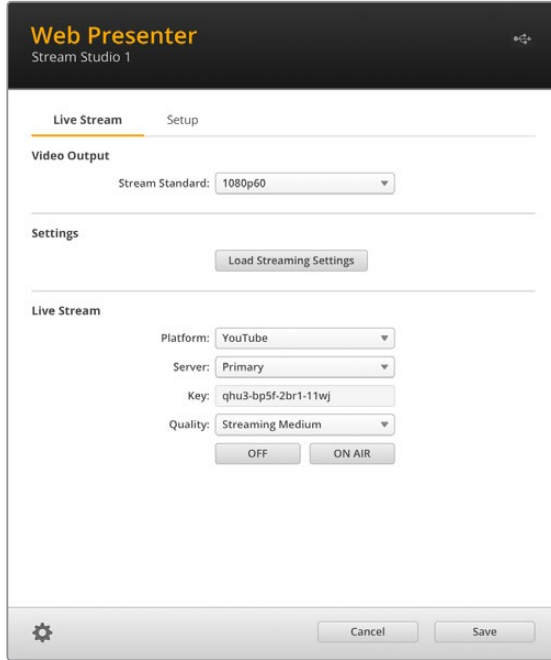 Web Presenter
Stream Studio 1
Live Stream Setup
Video Output
Stream Standard: 1080p60
Settings
Load Streaming Settings
Live Stream
Platform: YouTube
Server: Primary
Key: qhu3-bp5f-2br1-11wj
Quality: Streaming Medium
OFF ON AIR
Cancel Save